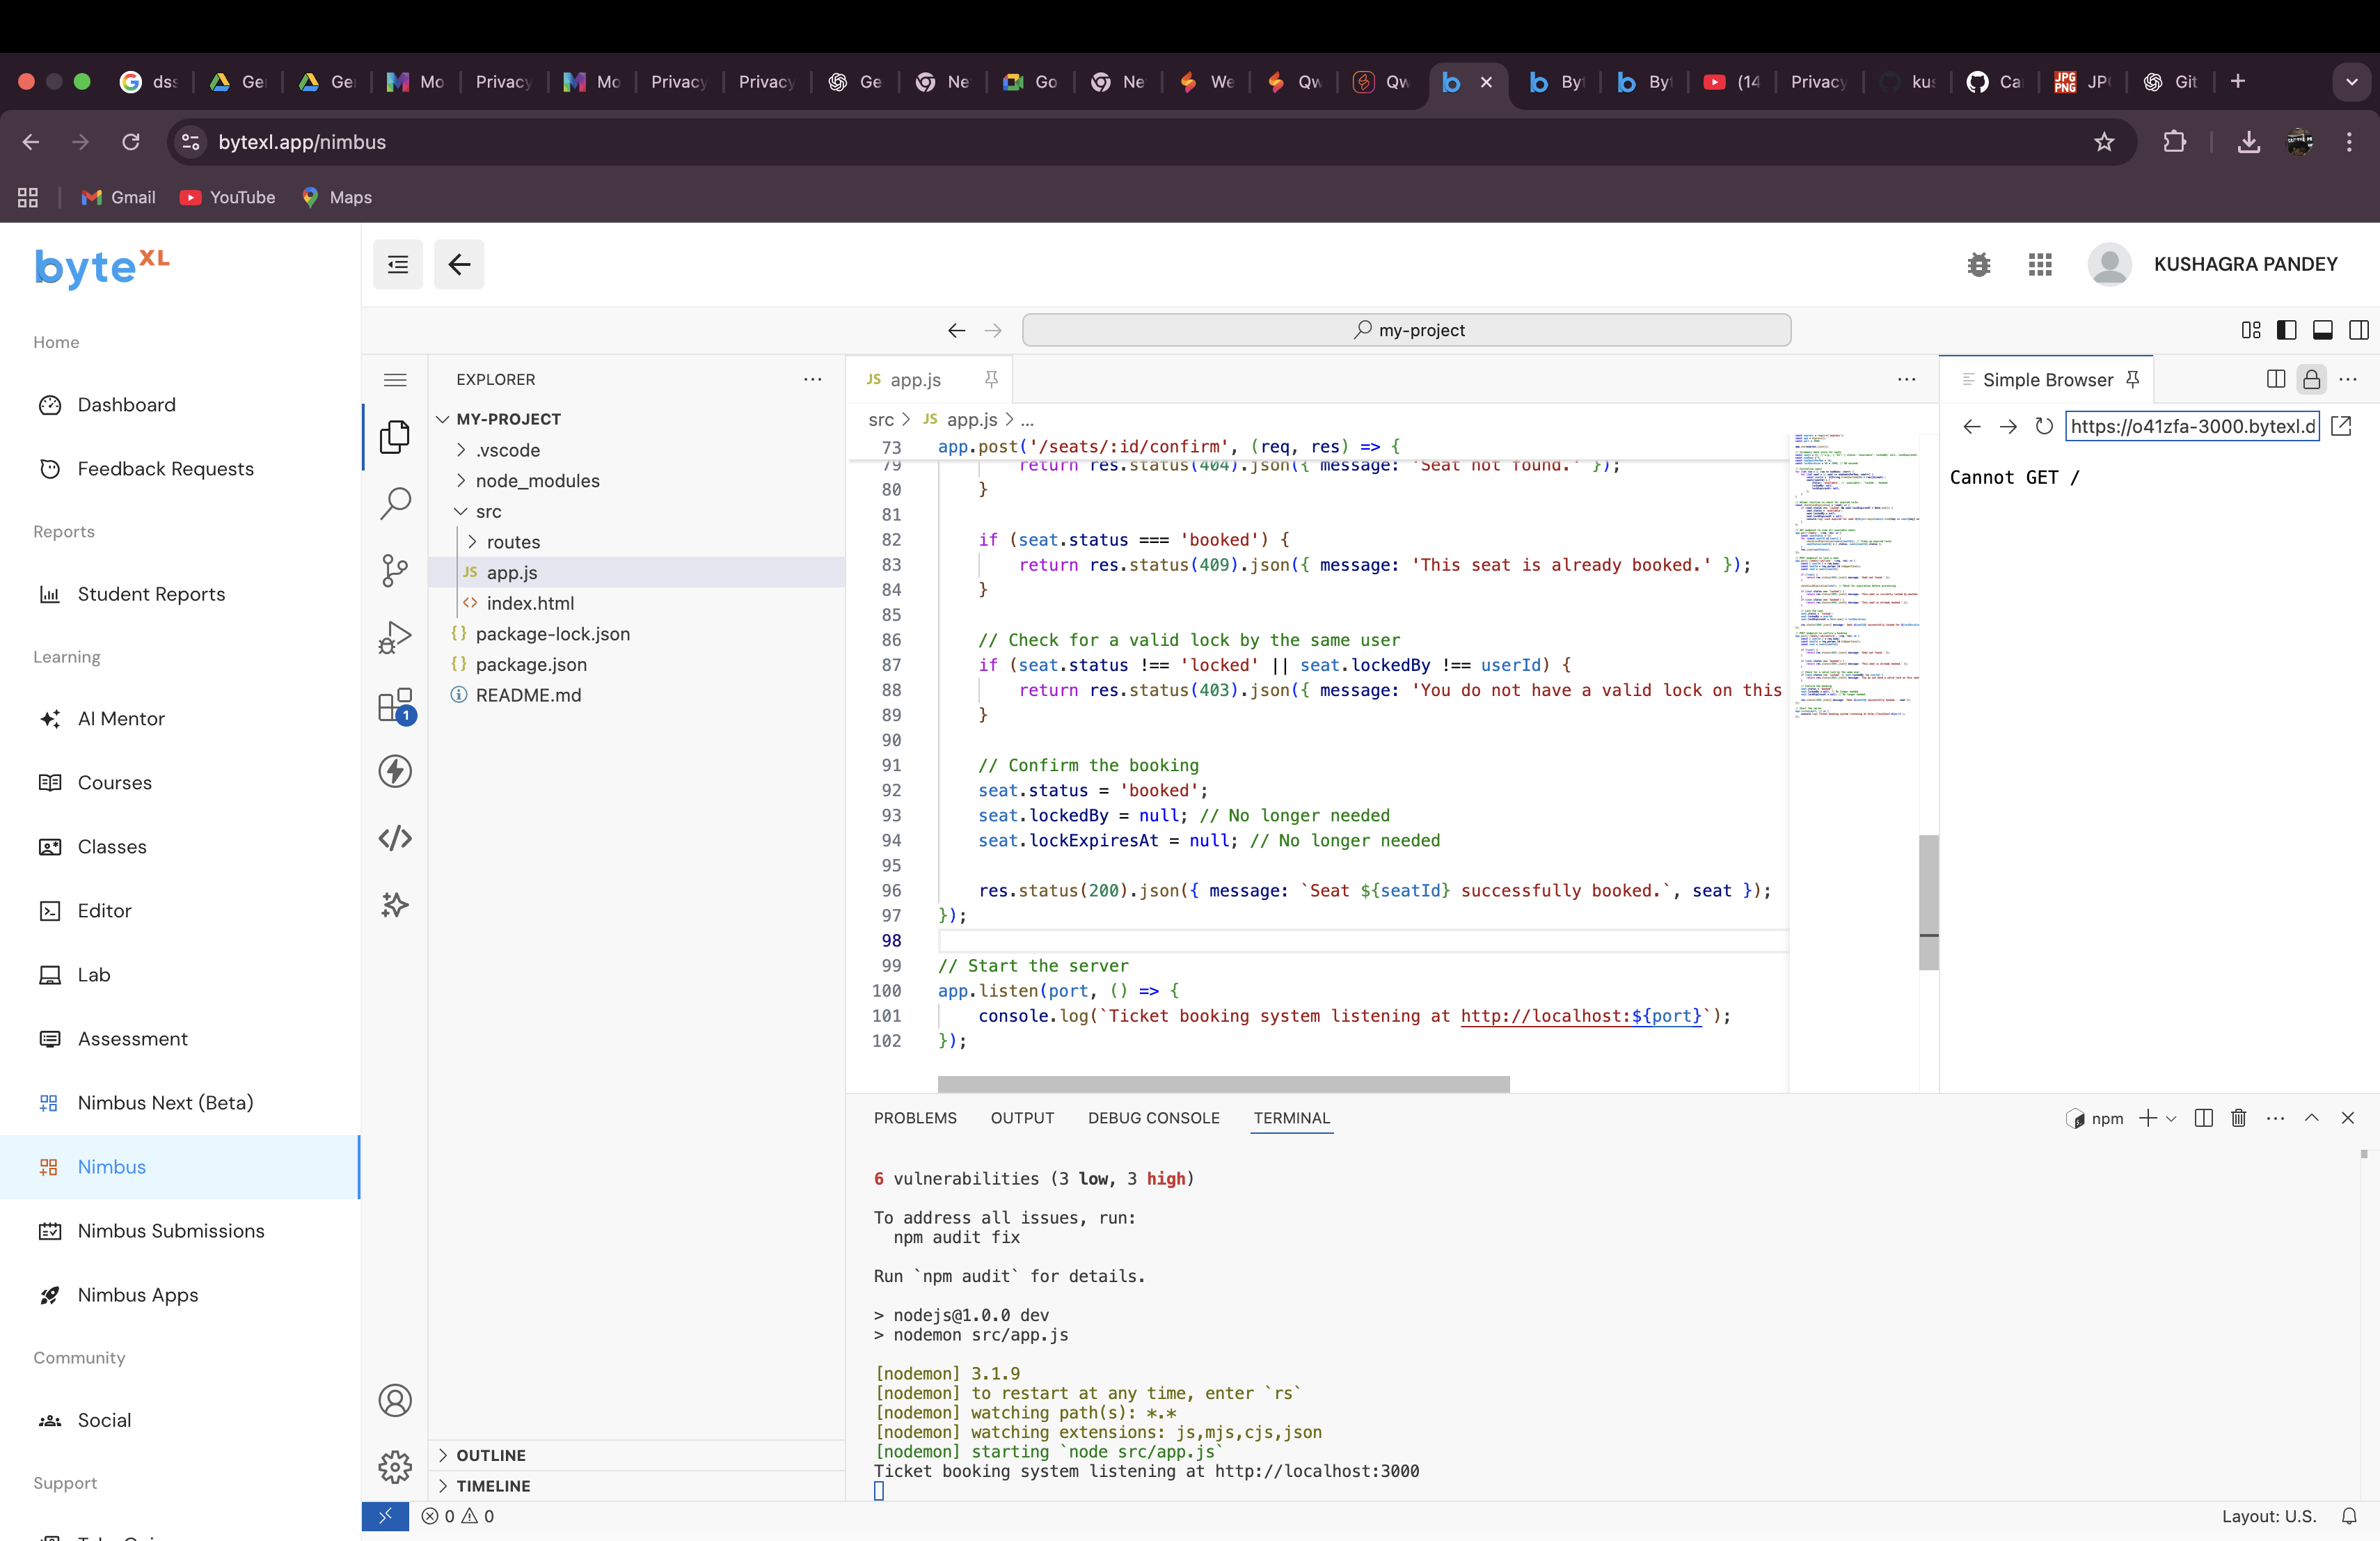 dss
Ge
Ge
Mo
Privacy
Mo
Privacy
Privacy
Ge
Ne
Go
Ne
We
Qw
Qw
By
By
(14
Privacy
kus
Ca
JPG
PNG
JP
Git
bytexl.app/nimbus
Gmail
YouTube
Maps
byteXL
KUSHAGRA PANDEY
Home
Dashboard
Feedback Requests
Reports
Student Reports
Learning
AI Mentor
Courses
Classes
Editor
Lab
Assessment
Nimbus Next (Beta)
Nimbus
Nimbus Submissions
Nimbus Apps
Community
Social
Support
my-project
EXPLORER
MY-PROJECT
.vscode
node_modules
src
routes
JS app.js
<> index.html
{} package-lock.json
{} package.json
README.md
1
OUTLINE
TIMELINE
JS app.js
src > JS app.js > ...
73 app.post('/seats/:id/confirm', (req, res) => {
79 return res.status(404).json({ message: 'Seat not found.' });
80 }
81
82 if (seat.status === 'booked') {
83 return res.status(409).json({ message: 'This seat is already booked.' });
84 }
85
86 // Check for a valid lock by the same user
87 if (seat.status !== 'locked' || seat.lockedBy !== userId) {
88 return res.status(403).json({ message: 'You do not have a valid lock on this
89 }
90
91 // Confirm the booking
92 seat.status = 'booked';
93 seat.lockedBy = null; // No longer needed
94 seat.lockExpiresAt = null; // No longer needed
95
96 res.status(200).json({ message: `Seat ${seatId} successfully booked.`, seat });
97 });
98
99 // Start the server
100 app.listen(port, () => {
101 console.log(`Ticket booking system listening at http://localhost:${port}`);
102 });
Simple Browser
https://o41zfa-3000.bytexl.d
Cannot GET /
PROBLEMS OUTPUT DEBUG CONSOLE TERMINAL
npm
6 vulnerabilities (3 low, 3 high)
To address all issues, run:
npm audit fix
Run `npm audit` for details.
> nodejs@1.0.0 dev
> nodemon src/app.js
[nodemon] 3.1.9
[nodemon] to restart at any time, enter `rs`
[nodemon] watching path(s): *.*
[nodemon] watching extensions: js,mjs,cjs,json
[nodemon] starting `node src/app.js`
Ticket booking system listening at http://localhost:3000
0 0
Layout: U.S.